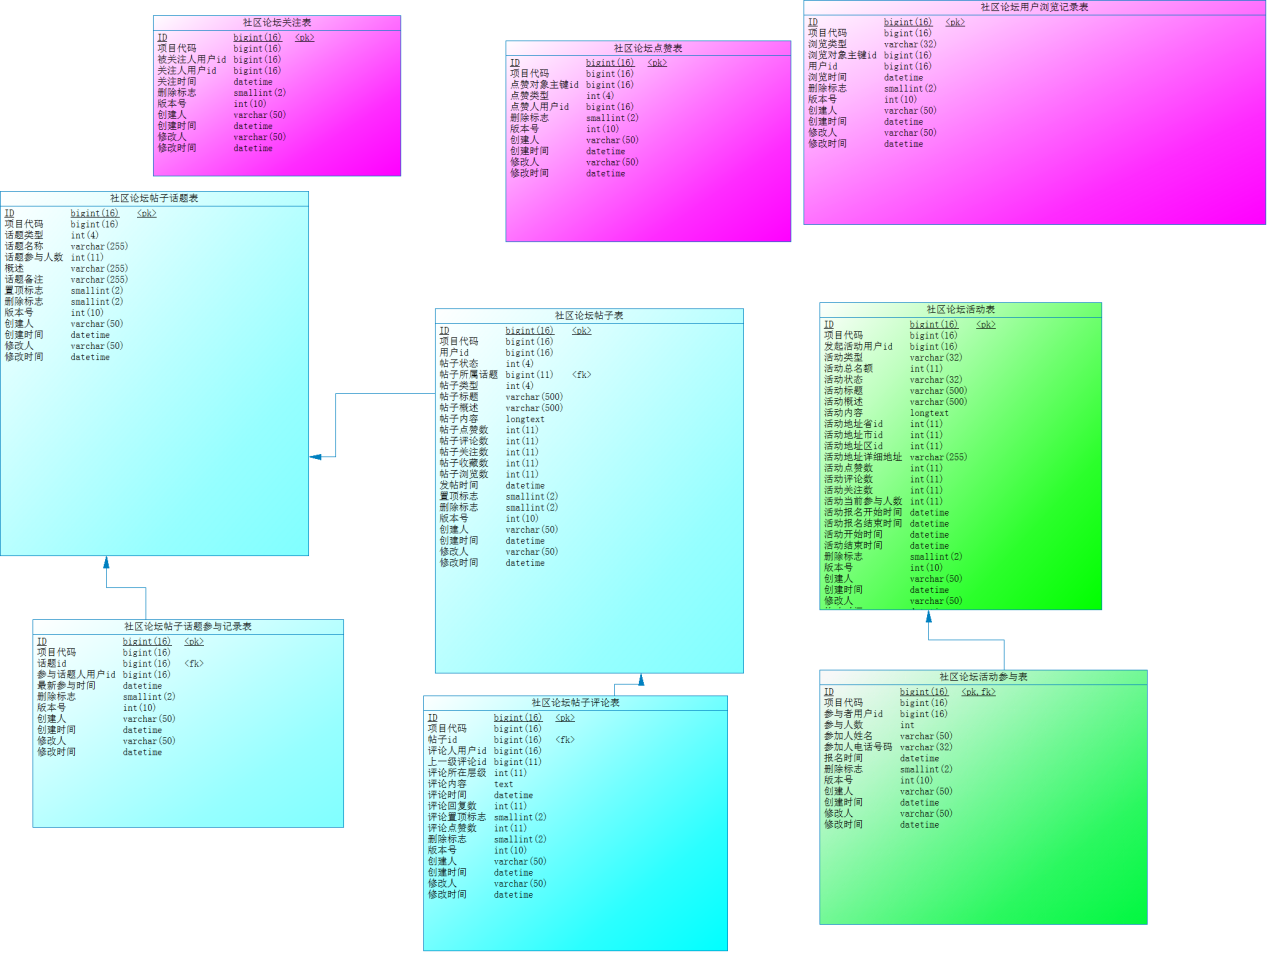 社区论坛关注表
ID bigint(16) <pk>
项目代码 bigint(16)
被关注人用户id bigint(16)
关注人用户id bigint(16)
关注时间 datetime
删除标志 smallint(2)
版本号 int(10)
创建人 varchar(50)
创建时间 datetime
修改人 varchar(50)
修改时间 datetime
社区论坛点赞表
ID bigint(16) <pk>
项目代码 bigint(16)
点赞对象主键id bigint(16)
点赞类型 int(4)
点赞人用户id bigint(16)
删除标志 smallint(2)
版本号 int(10)
创建人 varchar(50)
创建时间 datetime
修改人 varchar(50)
修改时间 datetime
社区论坛用户浏览记录表
ID bigint(16) <pk>
项目代码 bigint(16)
浏览类型 varchar(32)
浏览对象主键id bigint(16)
用户id bigint(16)
浏览时间 datetime
删除标志 smallint(2)
版本号 int(10)
创建人 varchar(50)
创建时间 datetime
修改人 varchar(50)
修改时间 datetime
社区论坛帖子话题表
ID bigint(16) <pk>
项目代码 bigint(16)
话题类型 int(4)
话题名称 varchar(255)
话题参与人数 int(11)
概述 varchar(255)
话题备注 varchar(255)
置顶标志 smallint(2)
删除标志 smallint(2)
版本号 int(10)
创建人 varchar(50)
创建时间 datetime
修改人 varchar(50)
修改时间 datetime
社区论坛帖子表
ID bigint(16) <pk>
项目代码 bigint(16)
用户id bigint(16)
帖子状态 int(4)
帖子所属话题 bigint(11) <fk>
帖子类型 int(4)
帖子标题 varchar(500)
帖子概述 varchar(500)
帖子内容 longtext
帖子点赞数 int(11)
帖子评论数 int(11)
帖子关注数 int(11)
帖子收藏数 int(11)
帖子浏览数 int(11)
发帖时间 datetime
置顶标志 smallint(2)
删除标志 smallint(2)
版本号 int(10)
创建人 varchar(50)
创建时间 datetime
修改人 varchar(50)
修改时间 datetime
社区论坛活动表
ID bigint(16) <pk>
项目代码 bigint(16)
发起活动用户id bigint(16)
活动类型 varchar(32)
活动总名额 int(11)
活动状态 varchar(32)
活动标题 varchar(500)
活动概述 varchar(500)
活动内容 longtext
活动地址省id int(11)
活动地址市id int(11)
活动地址区id int(11)
活动地址详细地址 varchar(255)
活动点赞数 int(11)
活动评论数 int(11)
活动关注数 int(11)
活动当前参与人数 int(11)
活动报名开始时间 datetime
活动报名结束时间 datetime
活动开始时间 datetime
活动结束时间 datetime
删除标志 smallint(2)
版本号 int(10)
创建人 varchar(50)
创建时间 datetime
修改人 varchar(50)
社区论坛帖子话题参与记录表
ID bigint(16) <pk>
项目代码 bigint(16)
话题id bigint(16) <fk>
参与话题人用户id bigint(16)
最新参与时间 datetime
删除标志 smallint(2)
版本号 int(10)
创建人 varchar(50)
创建时间 datetime
修改人 varchar(50)
修改时间 datetime
社区论坛帖子评论表
ID bigint(16) <pk>
项目代码 bigint(16)
帖子id bigint(16) <fk>
评论人用户id bigint(16)
上一级评论id bigint(11)
评论所在层级 int(11)
评论内容 text
评论时间 datetime
评论回复数 int(11)
评论置顶标志 smallint(2)
评论点赞数 int(11)
删除标志 smallint(2)
版本号 int(10)
创建人 varchar(50)
创建时间 datetime
修改人 varchar(50)
修改时间 datetime
社区论坛活动参与表
ID bigint(16) <pk,fk>
项目代码 bigint(16)
参与者用户id bigint(16)
参与人数 int
参加人姓名 varchar(50)
参加人电话号码 varchar(32)
报名时间 datetime
删除标志 smallint(2)
版本号 int(10)
创建人 varchar(50)
创建时间 datetime
修改人 varchar(50)
修改时间 datetime